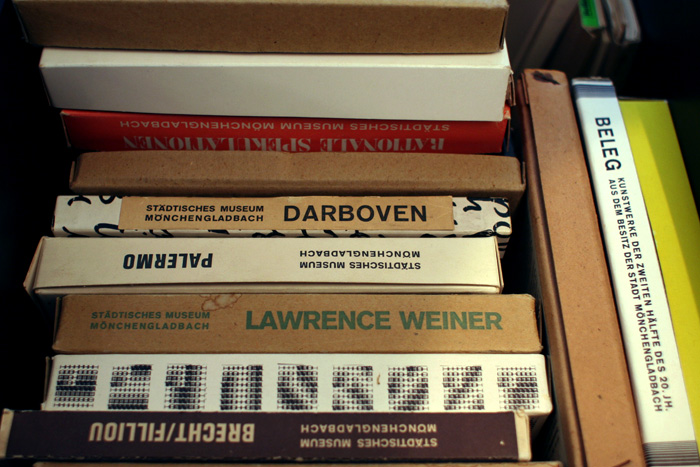 STÄDTISCHES MUSEUM MÖNCHENGLADBACH
RATIONALE SPEKULATIONEN
STÄDTISCHES MUSEUM
MÖNCHENGLADBACH
DARBOVEN
PALERMO
STÄDTISCHES MUSEUM
MÖNCHENGLADBACH
STÄDTISCHES MUSEUM
MÖNCHENGLADBACH
LAWRENCE WEINER
BRECHT/FILLIOU
STÄDTISCHES MUSEUM
MÖNCHENGLADBACH
BELEG
KUNSTWERKE DER ZWEITEN HÄLFTE DES 20. JH.
AUS DEM BESITZ DER STADT MÖNCHENGLADBACH